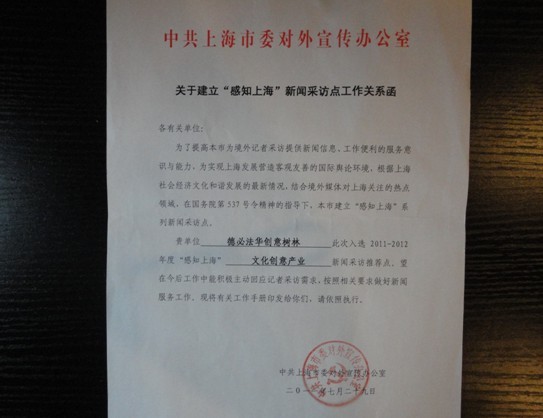 中共上海市委对外宣传办公室
关于建立“感知上海”新闻采访点工作关系函
各有关单位:
为了提高本市为境外记者采访提供新闻信息、工作便利的服务意
识与能力，为实现上海发展营造客观友善的国际舆论环境，根据上海
社会经济文化和谐发展的最新情况，结合境外媒体对上海关注的热点
领域，在国务院第 537 号令精神的指导下，本市建立“感知上海”系
列新闻采访点。
贵单位 德必法华创意树林 此次入选 2011-2012
年度“感知上海” 文化创意产业 新闻采访推荐点，望
在今后工作中能积极主动回应记者采访需求，按照相关要求做好新闻
服务工作。现将有关工作手册印发给你们，请依照执行。
中共上海市委对外宣传办公室
七月二十九日